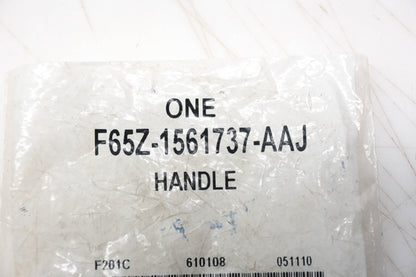 ONE
F65Z-1561737-AAJ
HANDLE
F201C 610108 051110